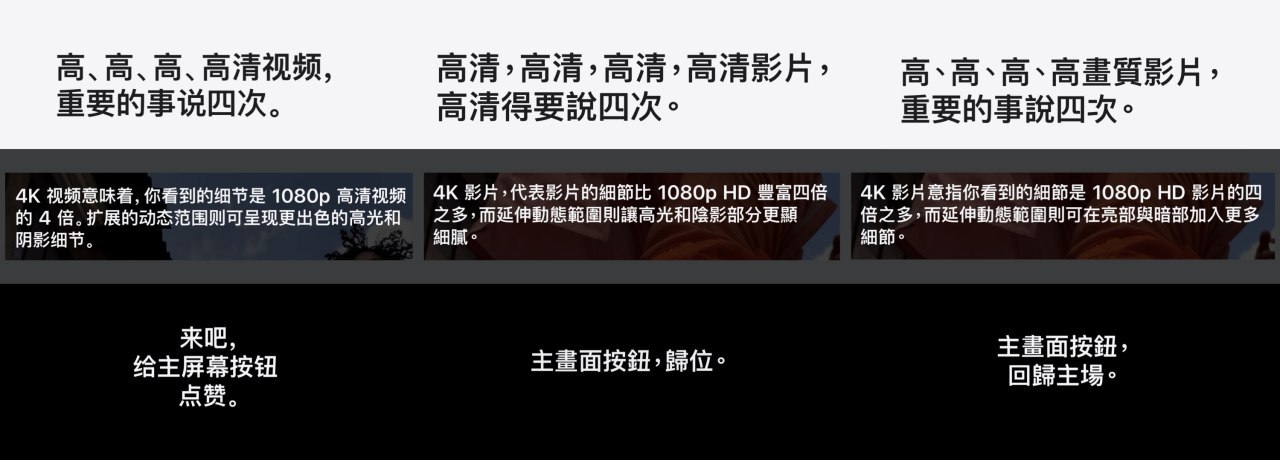 高、高、高、高清视频,
重要的事说四次。
高清，高清，高清，高清影片，
高清得要說四次。
高、高、高、高畫質影片，
重要的事說四次。
4K 视频意味着, 你看到的细节是 1080p 高清视频
的 4 倍。扩展的动态范围则可呈现更出色的高光和
阴影细节。
4K 影片，代表影片的細節比 1080p HD 豐富四倍
之多，而延伸動態範圍則讓高光和陰影部分更顯
細膩。
4K 影片意指你看到的細節是 1080p HD 影片的四
倍之多，而延伸動態範圍則可在亮部與暗部加入更多
細節。
来吧,
给主屏幕按钮
点赞。
主畫面按鈕，歸位。
主畫面按鈕，
回歸主場。